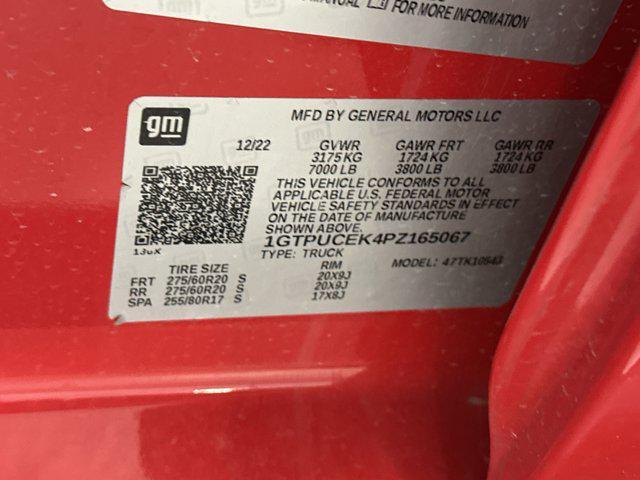 MANUAL FOR MORE INFORMATION
gm
MFD BY GENERAL MOTORS LLC
12/22 GVWR GAWR FRT GAWR RR
3175 KG 1724 KG 1724 KG
7000 LB 3800 LB 3800 LB
THIS VEHICLE CONFORMS TO ALL
APPLICABLE U.S. FEDERAL MOTOR
VEHICLE SAFETY STANDARDS IN EFFECT
ON THE DATE OF MANUFACTURE
SHOWN ABOVE.
1GTPUCEK4PZ165067
TYPE: TRUCK MODEL: 47TK10543
TIRE SIZE RIM
FRT 275/60R20 S 20X9J
RR 275/60R20 S 20X9J
SPA 255/80R17 S 17X8J